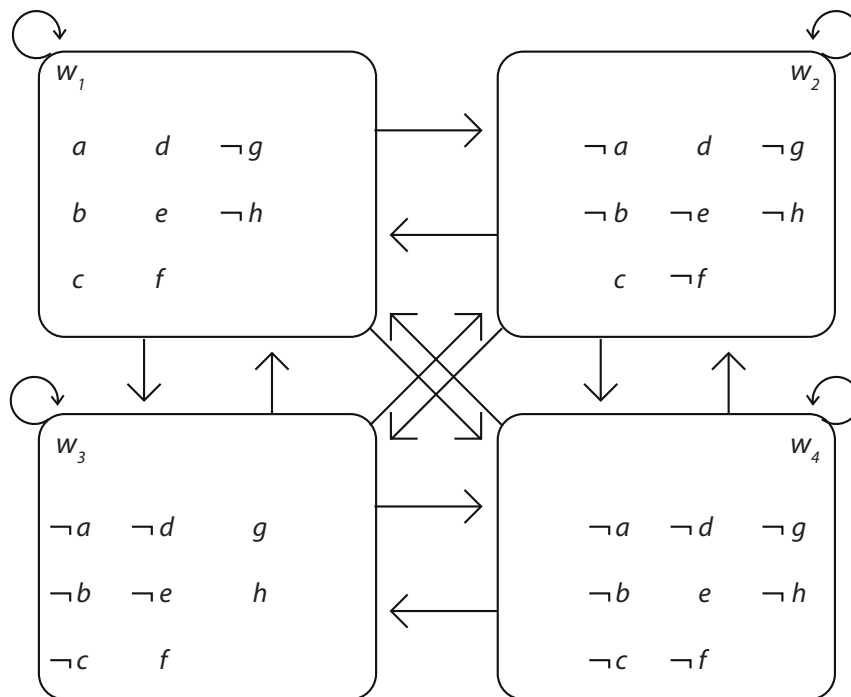 w₁ w₂
a d ¬g ¬a d ¬g
b e ¬h ¬b ¬e ¬h
c f c ¬f
w₃ w₄
¬a ¬d g ¬a ¬d ¬g
¬b ¬e h ¬b e ¬h
¬c f ¬c ¬f